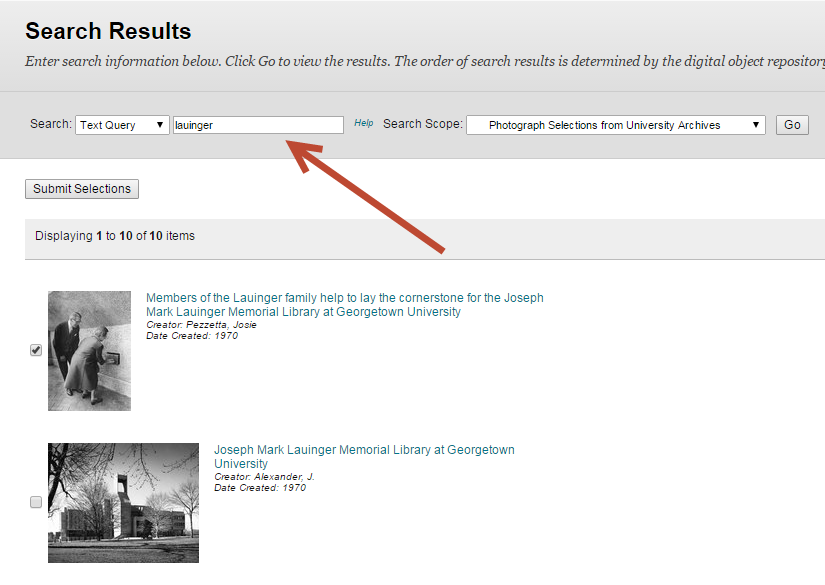 Search Results
Enter search information below. Click Go to view the results. The order of search results is determined by the digital object repository
Search: Text Query lauinger Help Search Scope: Photograph Selections from University Archives Go
Submit Selections
Displaying 1 to 10 of 10 items
Members of the Lauinger family help to lay the cornerstone for the Joseph
Mark Lauinger Memorial Library at Georgetown University
Creator: Pezzetta, Josie
Date Created: 1970
Joseph Mark Lauinger Memorial Library at Georgetown
University
Creator: Alexander, J.
Date Created: 1970